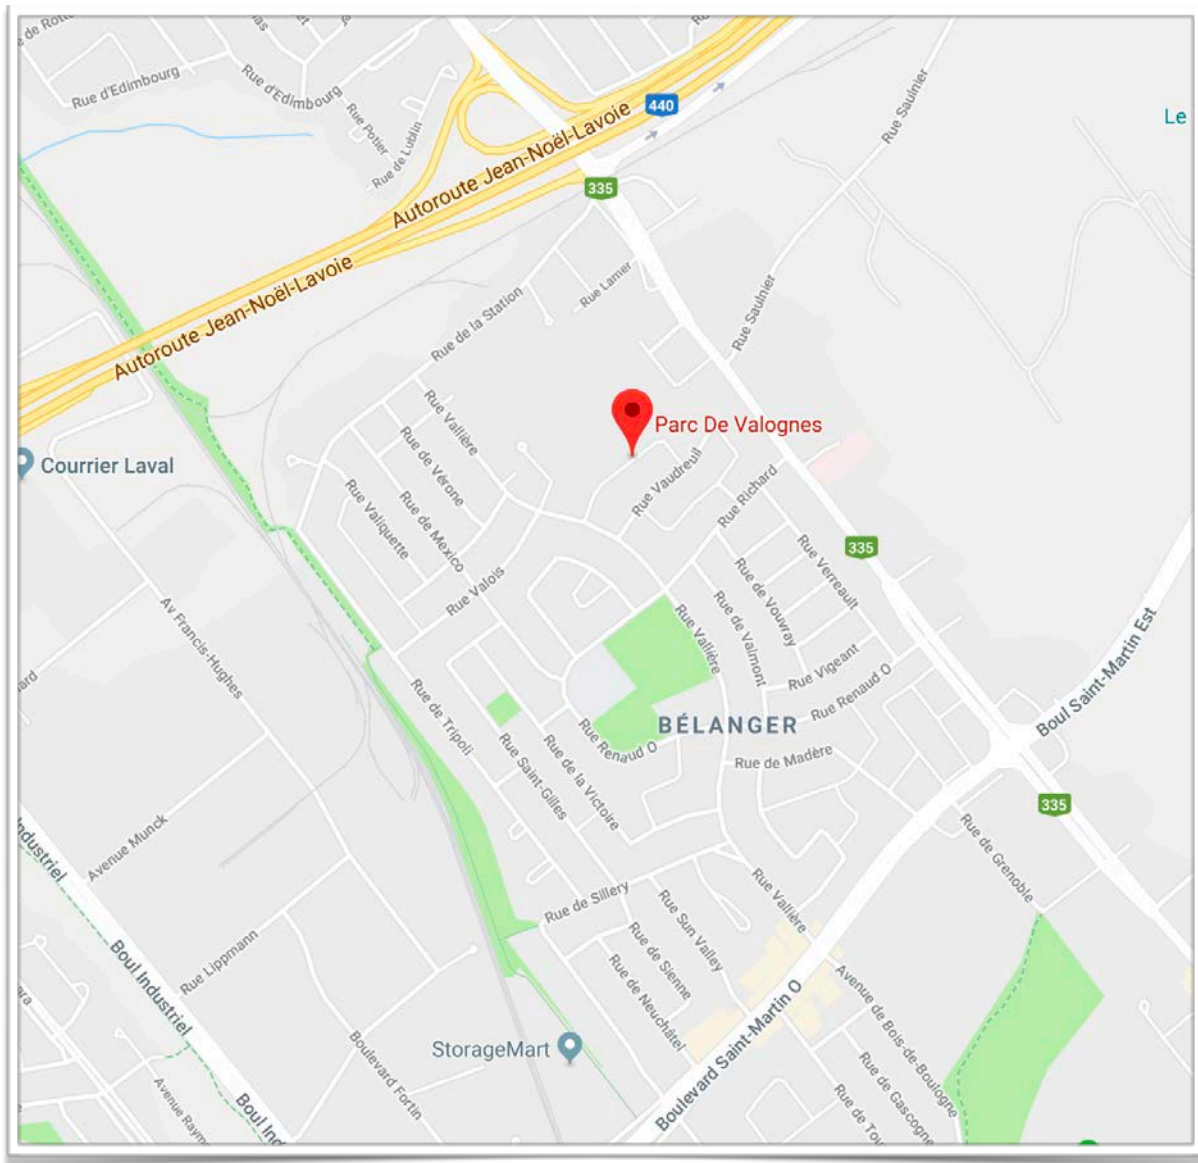 Rue d'Edimbourg
Rue d'Edimbourg
Rue Potier
Rue de Lublin
440
Rue Saulnier
Le
Autoroute Jean-Noël-Lavoie
335
Autoroute Jean-Noël-Lavoie
Rue Lamer
Rue Saulnier
Rue de la Station
Rue Vallière
Parc De Valognes
Courrier Laval
Rue de Vérone
Rue Vaudreuil
Rue Richard
Rue Valiquette
Rue de Mexico
335
Rue Verreault
Rue de Vouvray
Rue Valois
Av Francis-Hughes
Rue Vallière
Rue de Valmont
Boul Saint-Martin Est
Rue Vigeant
Rue Renaud O
Rue de Tripoli
BÉLANGER
Rue Renaud O
Rue de Madère
Rue Saint-Gilles
Rue de la Victoire
335
Avenue Munck
Industriel
Rue de Grenoble
Rue de Sillery
Rue Vallière
Rue Sun Valley
Rue Lippmann
Boul Industriel
Rue de Sienne
Rue de Neuchâtel
Boulevard Saint-Martin O
Avenue de Bois-de-Boulogne
StorageMart
Boulevard Fortin
Rue de Gascogne